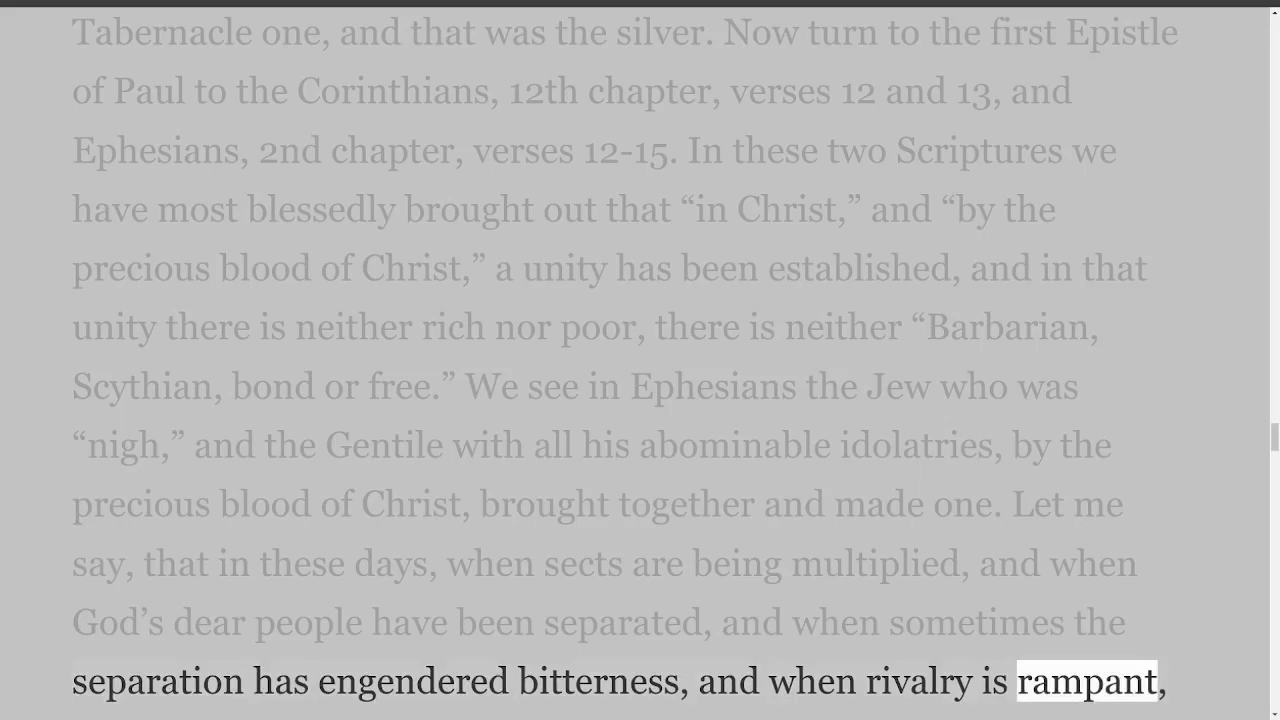 Tabernacle one, and that was the silver. Now turn to the first Epistle
of Paul to the Corinthians, 12th chapter, verses 12 and 13, and
Ephesians, 2nd chapter, verses 12-15. In these two Scriptures we
have most blessedly brought out that “in Christ,” and “by the
precious blood of Christ,” a unity has been established, and in that
unity there is neither rich nor poor, there is neither “Barbarian,
Scythian, bond or free.” We see in Ephesians the Jew who was
“nigh,” and the Gentile with all his abominable idolatries, by the
precious blood of Christ, brought together and made one. Let me
say, that in these days, when sects are being multiplied, and when
God’s dear people have been separated, and when sometimes the
separation has engendered bitterness, and when rivalry is rampant,